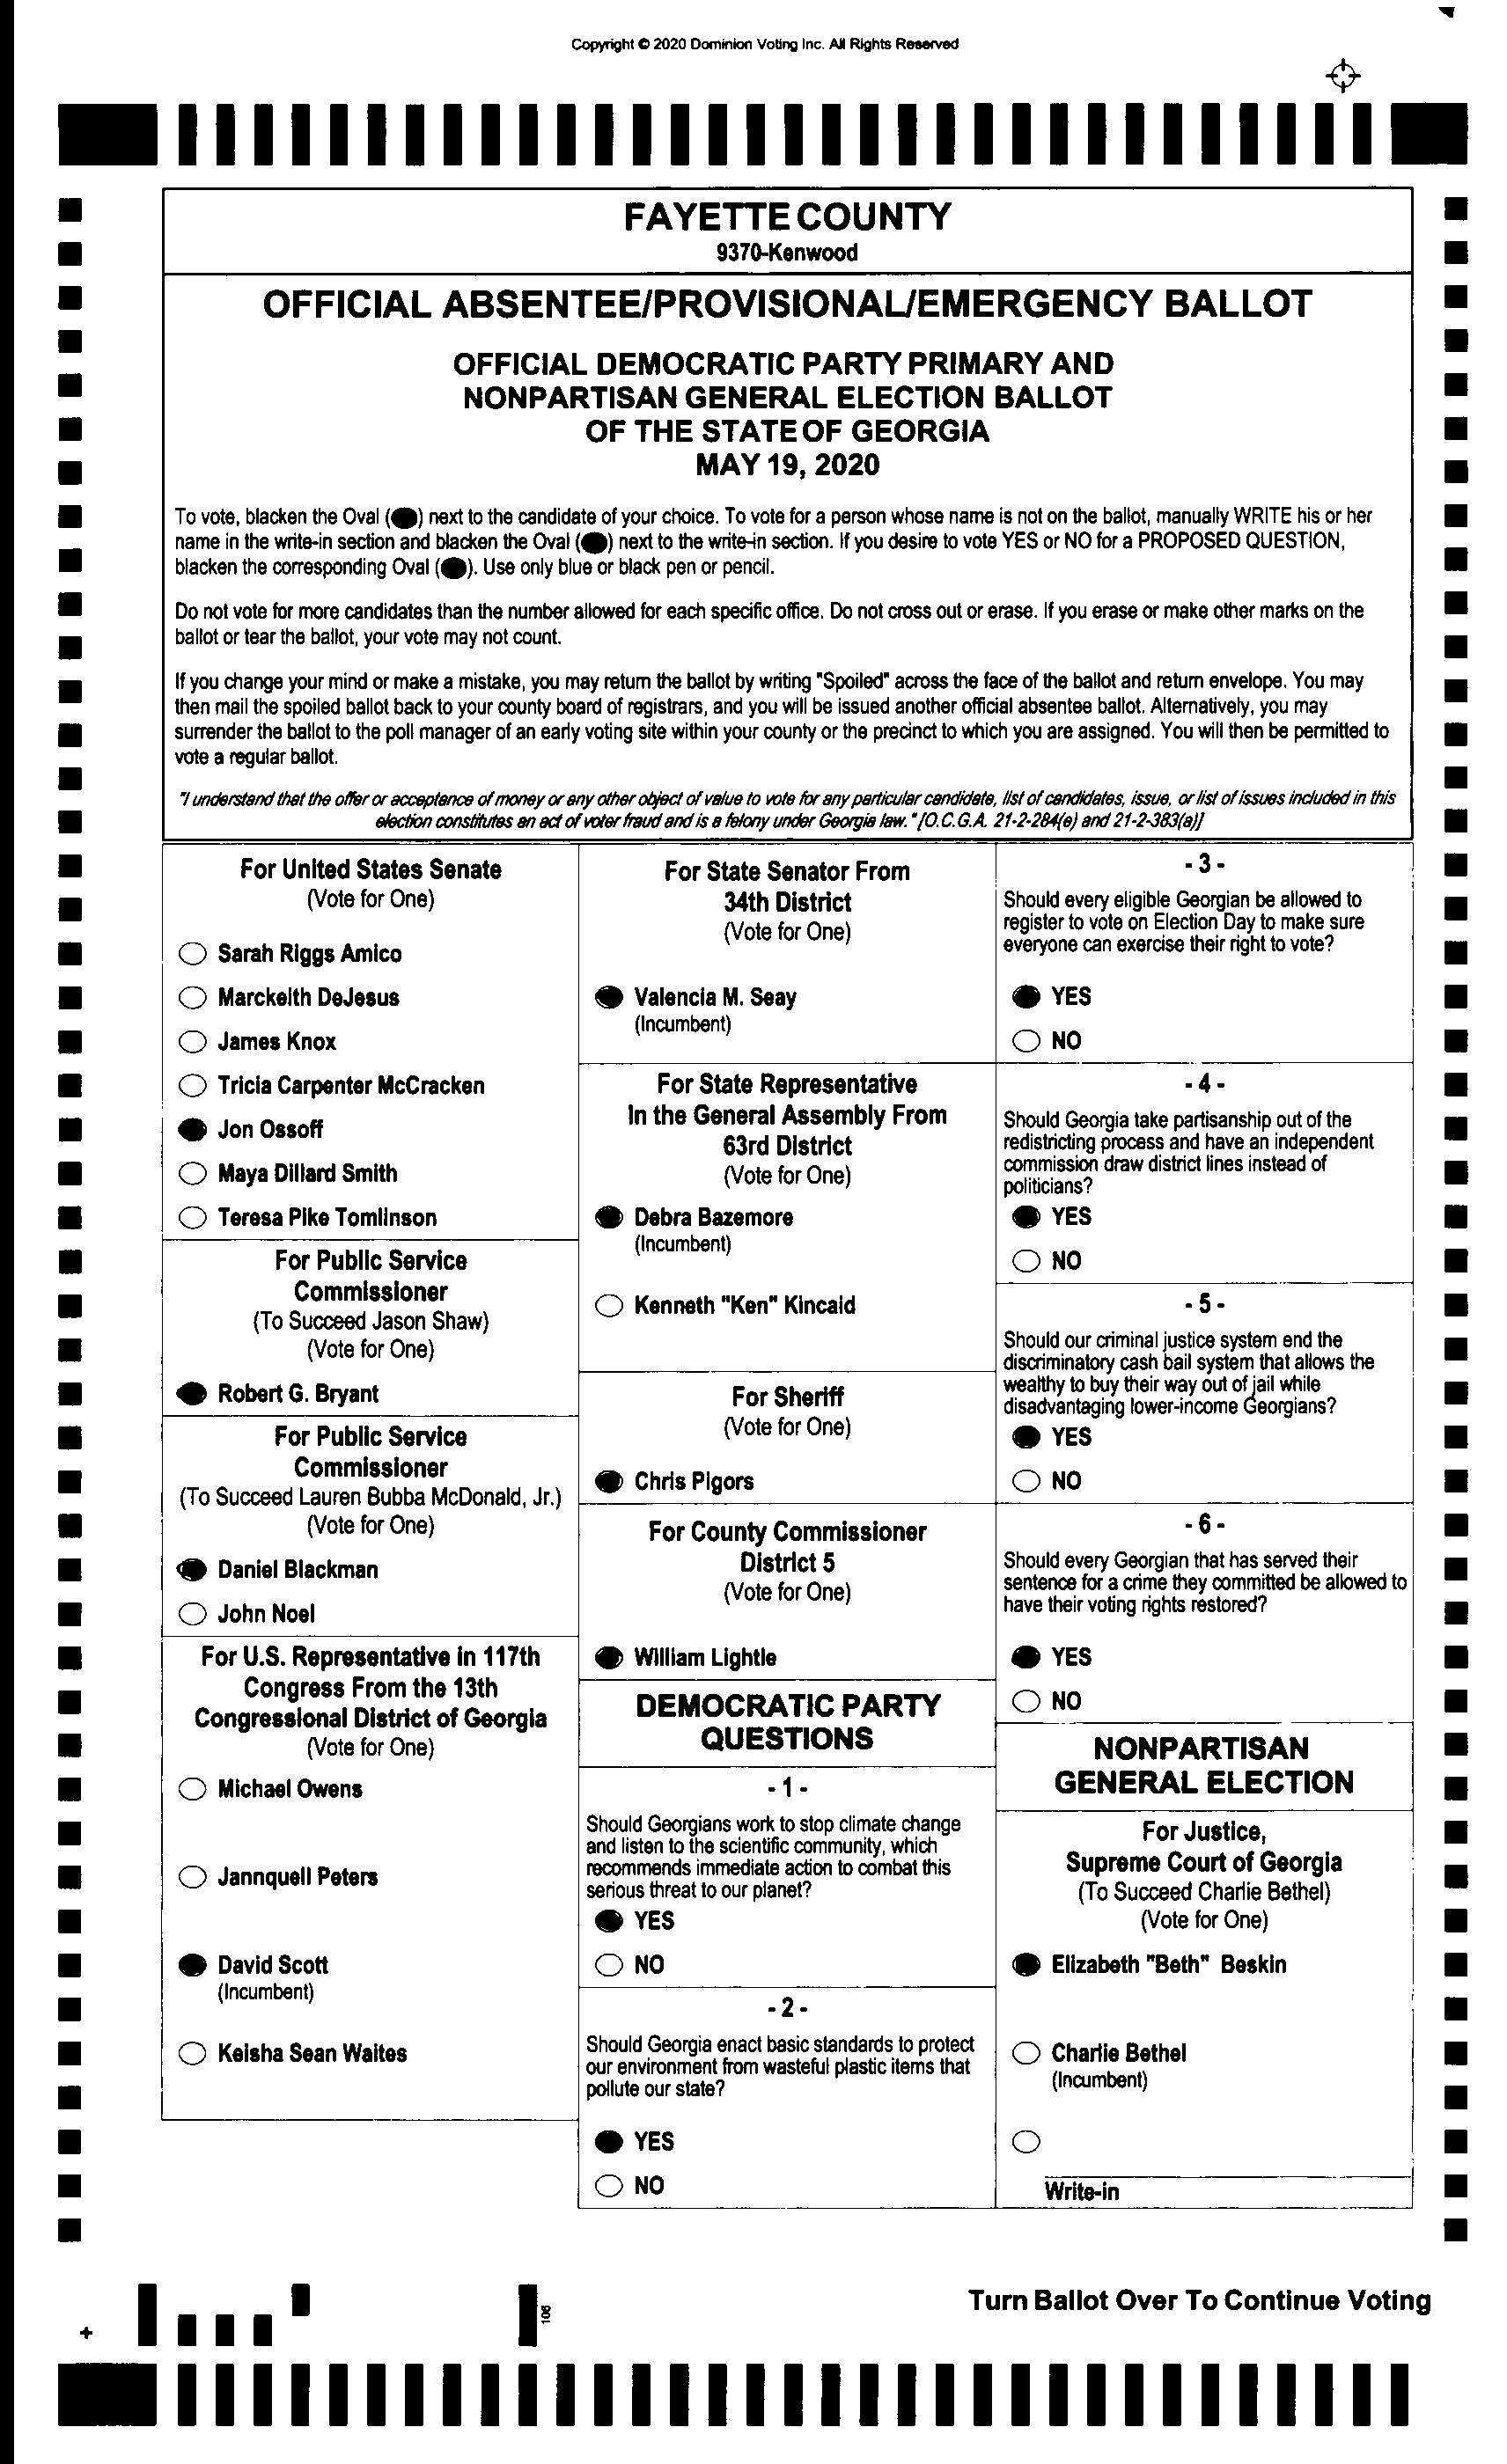 Copyright © 2020 Dominion Voting Inc. All Rights Reserved
FAYETTE COUNTY
9370-Kenwood
OFFICIAL ABSENTEE/PROVISIONAL/EMERGENCY BALLOT
OFFICIAL DEMOCRATIC PARTY PRIMARY AND
NONPARTISAN GENERAL ELECTION BALLOT
OF THE STATE OF GEORGIA
MAY 19, 2020
To vote, blacken the Oval (●) next to the candidate of your choice. To vote for a person whose name is not on the ballot, manually WRITE his or her
name in the write-in section and blacken the Oval (●) next to the write-in section. If you desire to vote YES or NO for a PROPOSED QUESTION,
blacken the corresponding Oval (●). Use only blue or black pen or pencil.
Do not vote for more candidates than the number allowed for each specific office. Do not cross out or erase. If you erase or make other marks on the
ballot or tear the ballot, your vote may not count.
If you change your mind or make a mistake, you may return the ballot by writing "Spoiled" across the face of the ballot and return envelope. You may
then mail the spoiled ballot back to your county board of registrars, and you will be issued another official absentee ballot. Alternatively, you may
surrender the ballot to the poll manager of an early voting site within your county or the precinct to which you are assigned. You will then be permitted to
vote a regular ballot.
"I understand that the offer or acceptance of money or any other object of value to vote for any particular candidate, list of candidates, issue, or list of issues included in this
election constitutes an act of voter fraud and is a felony under Georgia law." [O.C.G.A. 21-2-284(e) and 21-2-383(a)]
For United States Senate
(Vote for One)
Sarah Riggs Amico
Marckeith DeJesus
James Knox
Tricia Carpenter McCracken
Jon Ossoff
Maya Dillard Smith
Teresa Pike Tomlinson
For Public Service
Commissioner
(To Succeed Jason Shaw)
(Vote for One)
Robert G. Bryant
For Public Service
Commissioner
(To Succeed Lauren Bubba McDonald, Jr.)
(Vote for One)
Daniel Blackman
John Noel
For U.S. Representative in 117th
Congress From the 13th
Congressional District of Georgia
(Vote for One)
Michael Owens
Jannquell Peters
David Scott
(Incumbent)
Keisha Sean Waites
For State Senator From
34th District
(Vote for One)
Valencia M. Seay
(Incumbent)
For State Representative
In the General Assembly From
63rd District
(Vote for One)
Debra Bazemore
(Incumbent)
Kenneth "Ken" Kincaid
For Sheriff
(Vote for One)
Chris Pigors
For County Commissioner
District 5
(Vote for One)
William Lightle
DEMOCRATIC PARTY
QUESTIONS
- 1 -
Should Georgians work to stop climate change
and listen to the scientific community, which
recommends immediate action to combat this
serious threat to our planet?
YES
NO
- 2 -
Should Georgia enact basic standards to protect
our environment from wasteful plastic items that
pollute our state?
YES
NO
- 3 -
Should every eligible Georgian be allowed to
register to vote on Election Day to make sure
everyone can exercise their right to vote?
YES
NO
- 4 -
Should Georgia take partisanship out of the
redistricting process and have an independent
commission draw district lines instead of
politicians?
YES
NO
- 5 -
Should our criminal justice system end the
discriminatory cash bail system that allows the
wealthy to buy their way out of jail while
disadvantaging lower-income Georgians?
YES
NO
- 6 -
Should every Georgian that has served their
sentence for a crime they committed be allowed to
have their voting rights restored?
YES
NO
NONPARTISAN
GENERAL ELECTION
For Justice,
Supreme Court of Georgia
(To Succeed Charlie Bethel)
(Vote for One)
Elizabeth "Beth" Beskin
Charlie Bethel
(Incumbent)
Write-in
Turn Ballot Over To Continue Voting
106